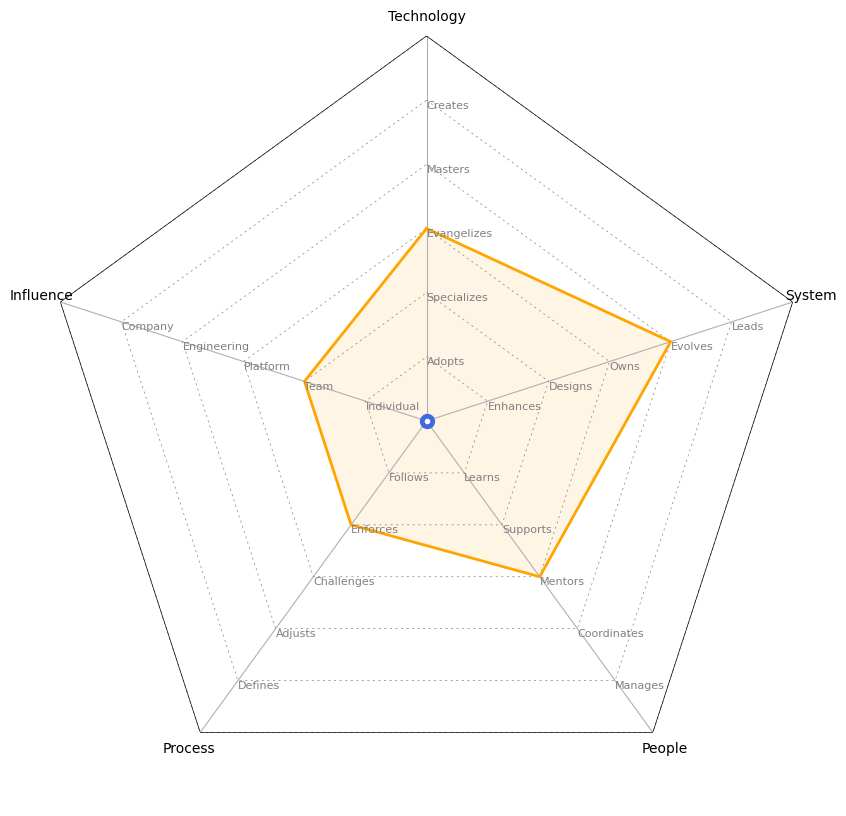 Technology
Creates
Masters
Evangelizes
Influence
System
Specializes
Company
Leads
Engineering
Evolves
Adopts
Platform
Owns
Team
Designs
Individual
Enhances
Follows
Learns
Enforces
Supports
Challenges
Mentors
Adjusts
Coordinates
Defines
Manages
Process
People